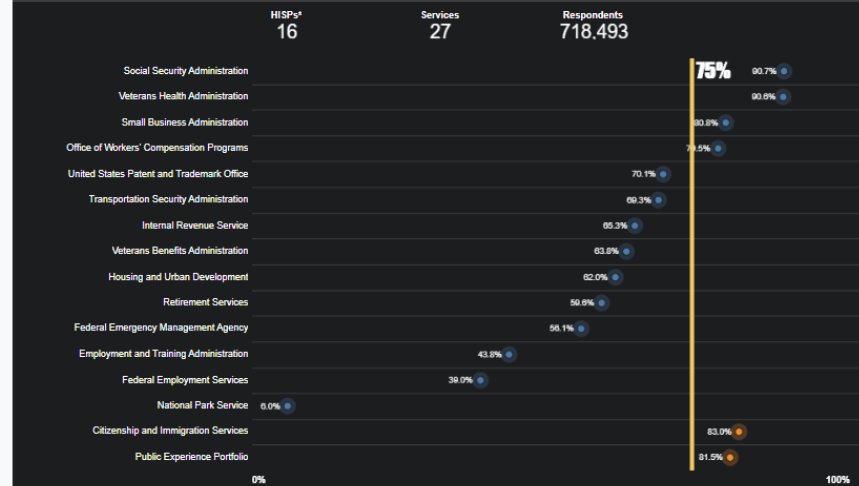 HISPs* Services Respondents
16 27 718,493
75%
Social Security Administration 90.7%
Veterans Health Administration 90.6%
Small Business Administration 80.8%
Office of Workers' Compensation Programs
United States Patent and Trademark Office 70.1%
Transportation Security Administration 69.3%
Internal Revenue Service 65.3%
Veterans Benefits Administration 63.8%
Housing and Urban Development 62.0%
Retirement Services 59.6%
Federal Emergency Management Agency 56.1%
Employment and Training Administration 43.8%
Federal Employment Services 39.0%
National Park Service 6.0%
Citizenship and Immigration Services 83.0%
Public Experience Portfolio 81.5%
0% 100%